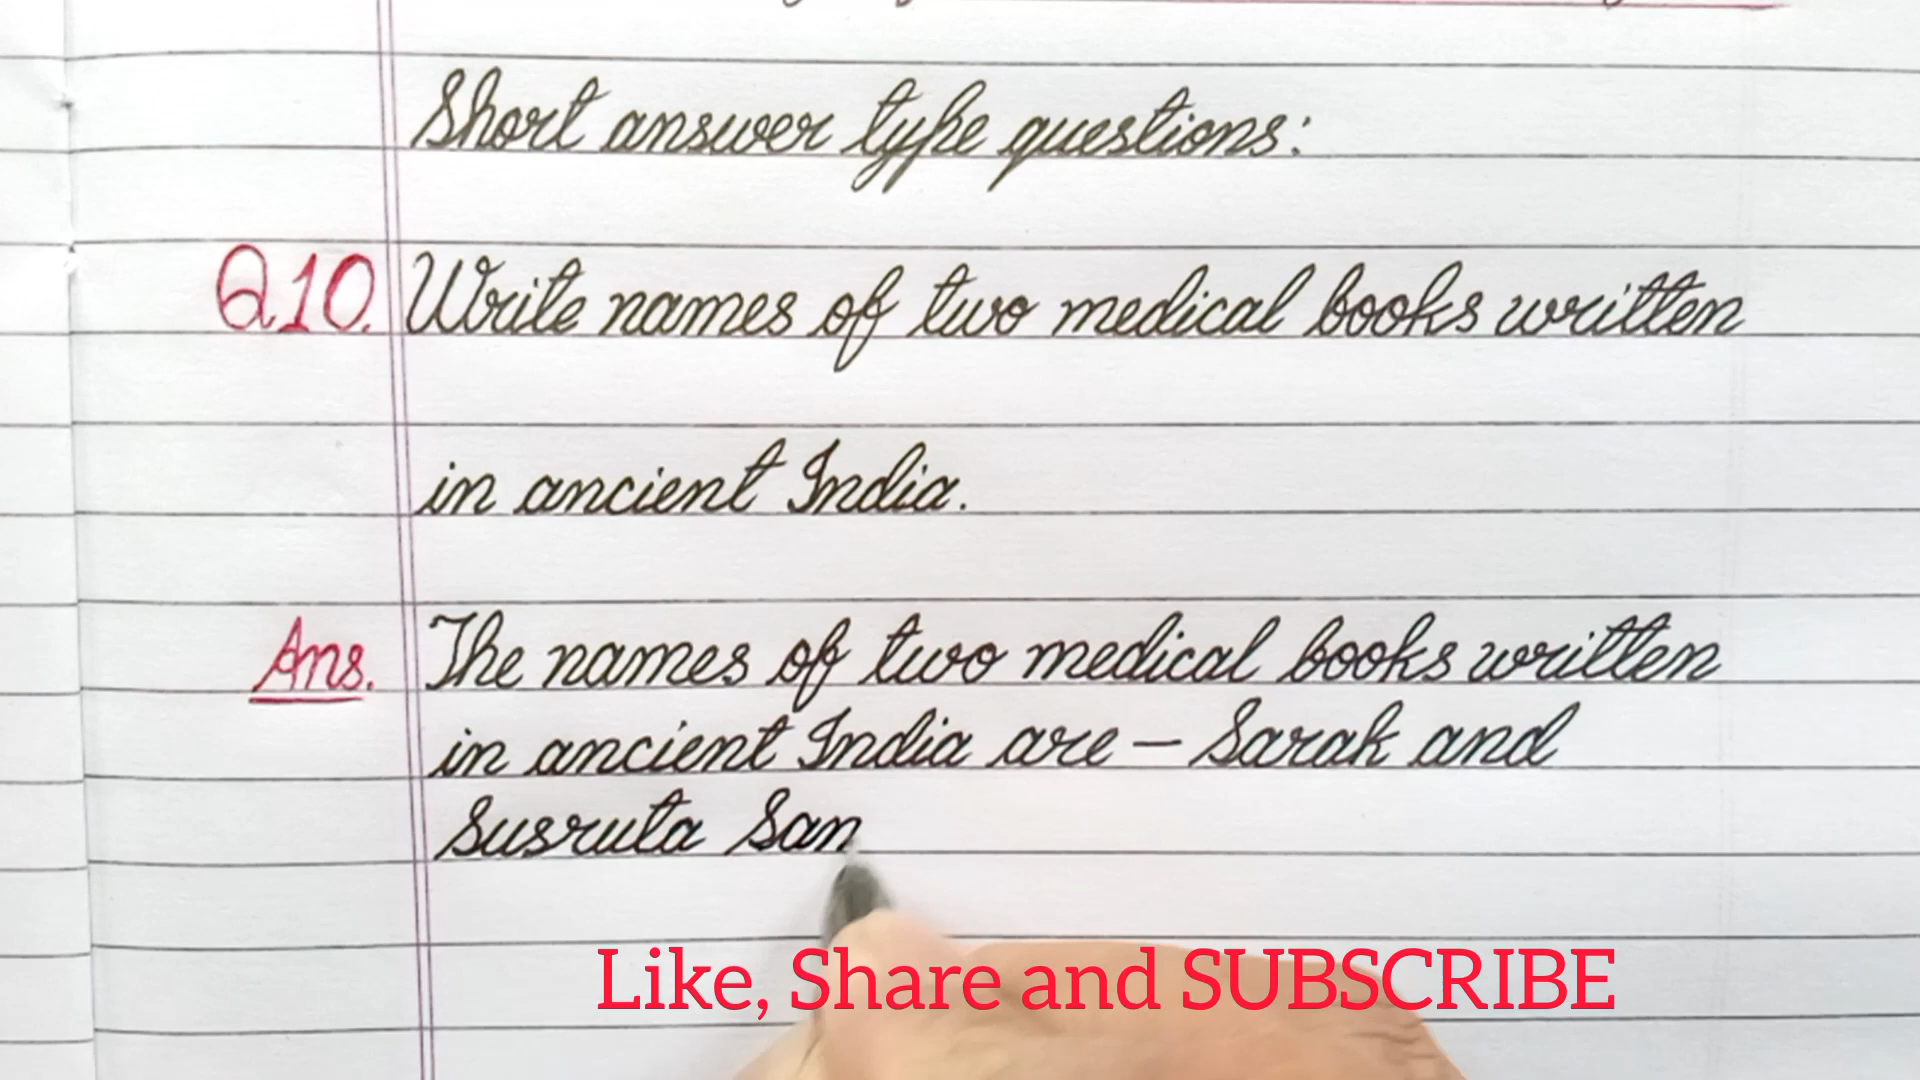 Short answer type questions:
Q10. Write names of two medical books written
in ancient India.
Ans. The names of two medical books written
in ancient India are – Sarak and
Susruta San
Like, Share and SUBSCRIBE